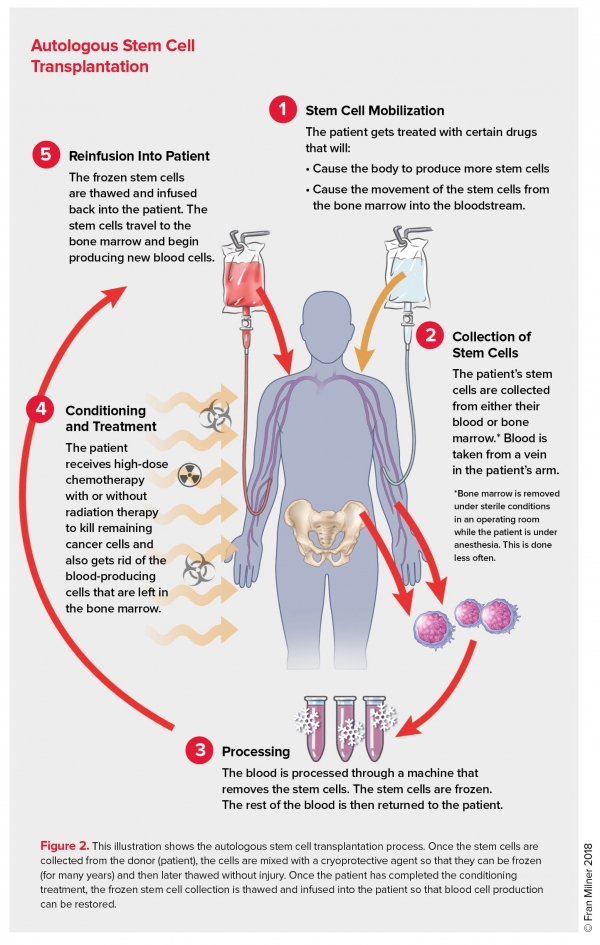 Autologous Stem Cell
Transplantation
1
Stem Cell Mobilization
The patient gets treated with certain drugs
that will:
• Cause the body to produce more stem cells
• Cause the movement of the stem cells from
the bone marrow into the bloodstream.
2
Collection of
Stem Cells
The patient's stem
cells are collected
from either their
blood or bone
marrow.* Blood is
taken from a vein
in the patient's arm.
*Bone marrow is removed
under sterile conditions
in an operating room
while the patient is under
anesthesia. This is done
less often.
3
Processing
The blood is processed through a machine that
removes the stem cells. The stem cells are frozen.
The rest of the blood is then returned to the patient.
4
Conditioning
and Treatment
The patient
receives high-dose
chemotherapy
with or without
radiation therapy
to kill remaining
cancer cells and
also gets rid of the
blood-producing
cells that are left in
the bone marrow.
5
Reinfusion Into Patient
The frozen stem cells
are thawed and infused
back into the patient. The
stem cells travel to the
bone marrow and begin
producing new blood cells.
Figure 2. This illustration shows the autologous stem cell transplantation process. Once the stem cells are
collected from the donor (patient), the cells are mixed with a cryoprotective agent so that they can be frozen
(for many years) and then later thawed without injury. Once the patient has completed the conditioning
treatment, the frozen stem cell collection is thawed and infused into the patient so that blood cell production
can be restored.
© Fran Milner 2018